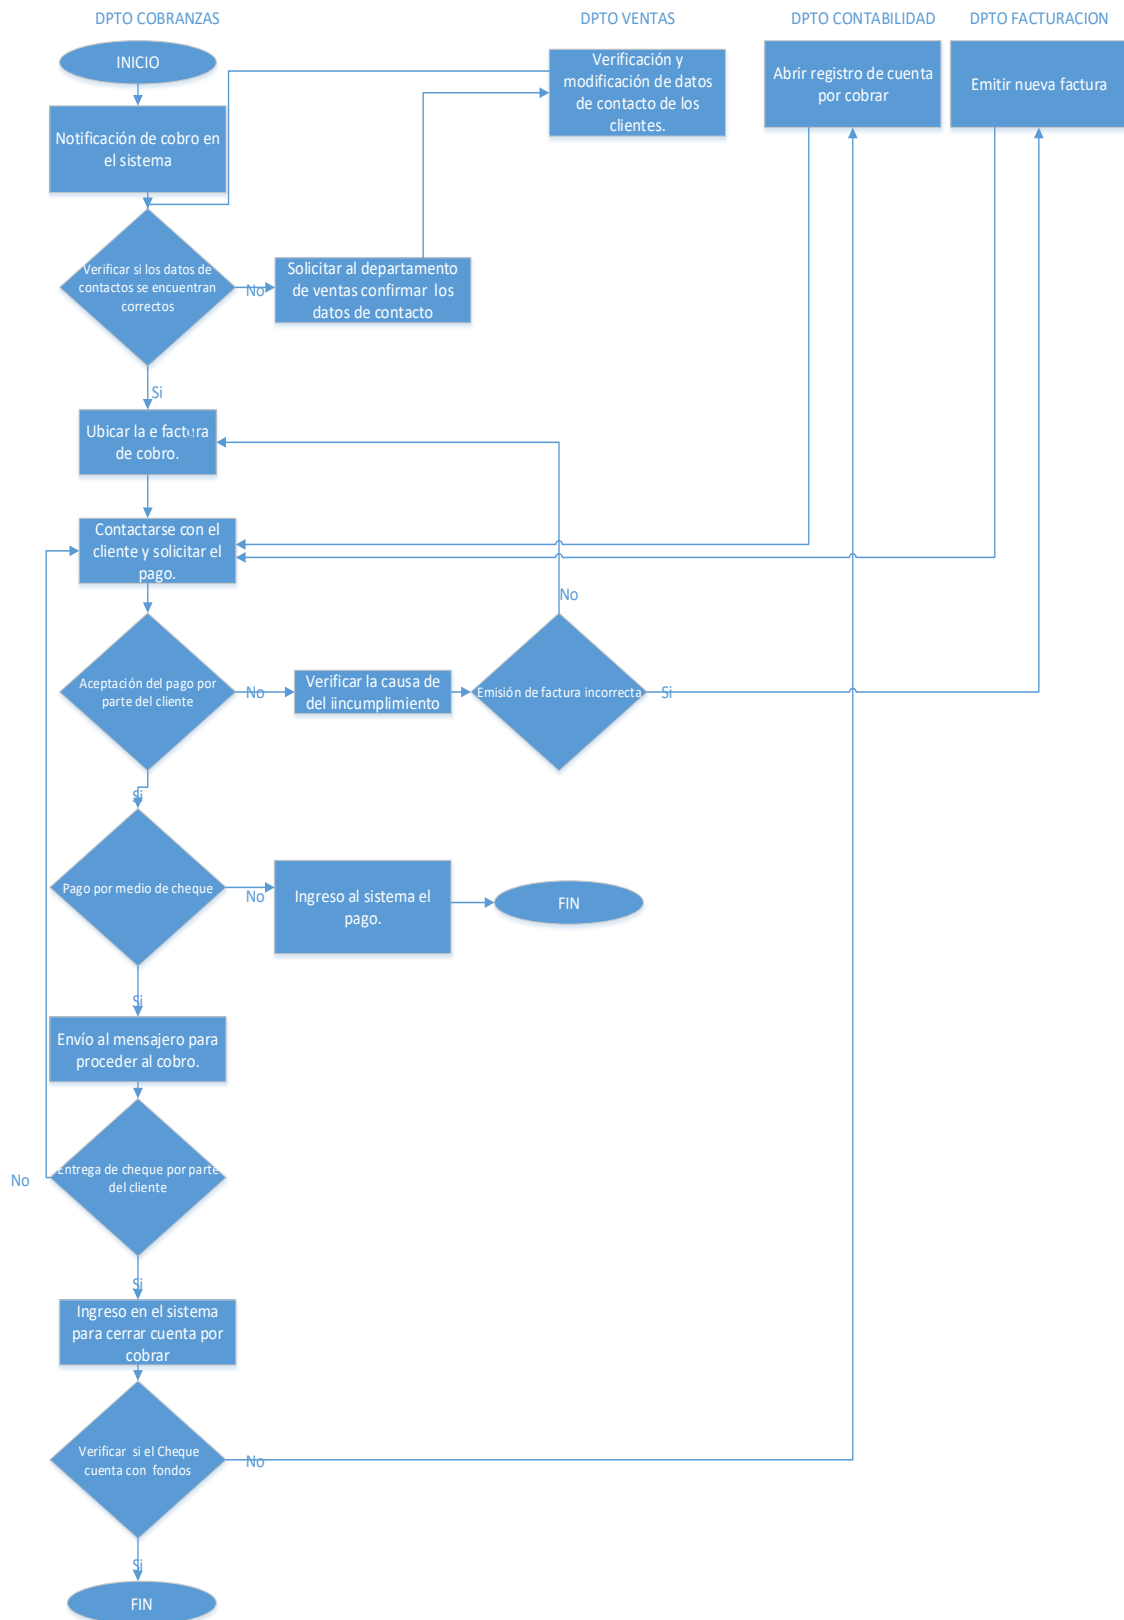 DPTO COBRANZAS
DPTO VENTAS
DPTO CONTABILIDAD
DPTO FACTURACION
INICIO
Verificación y
modificación de datos
de contacto de los
clientes.
Abrir registro de cuenta
por cobrar
Emitir nueva factura
Notificación de cobro en
el sistema
Verificar si los datos de
contactos se encuentran
correctos
No
Solicitar al departamento
de ventas confirmar los
datos de contacto
Si
Ubicar la e factura
de cobro.
Contactarse con el
cliente y solicitar el
pago.
No
Aceptación del pago por
parte del cliente
No
Verificar la causa de
del iincumplimiento
Emisión de factura incorrecta
Si
Si
Pago por medio de cheque
No
Ingreso al sistema el
pago.
FIN
Si
Envío al mensajero para
proceder al cobro.
Entrega de cheque por parte
del cliente
No
Si
Ingreso en el sistema
para cerrar cuenta por
cobrar
Verificar si el Cheque
cuenta con fondos
No
Si
FIN